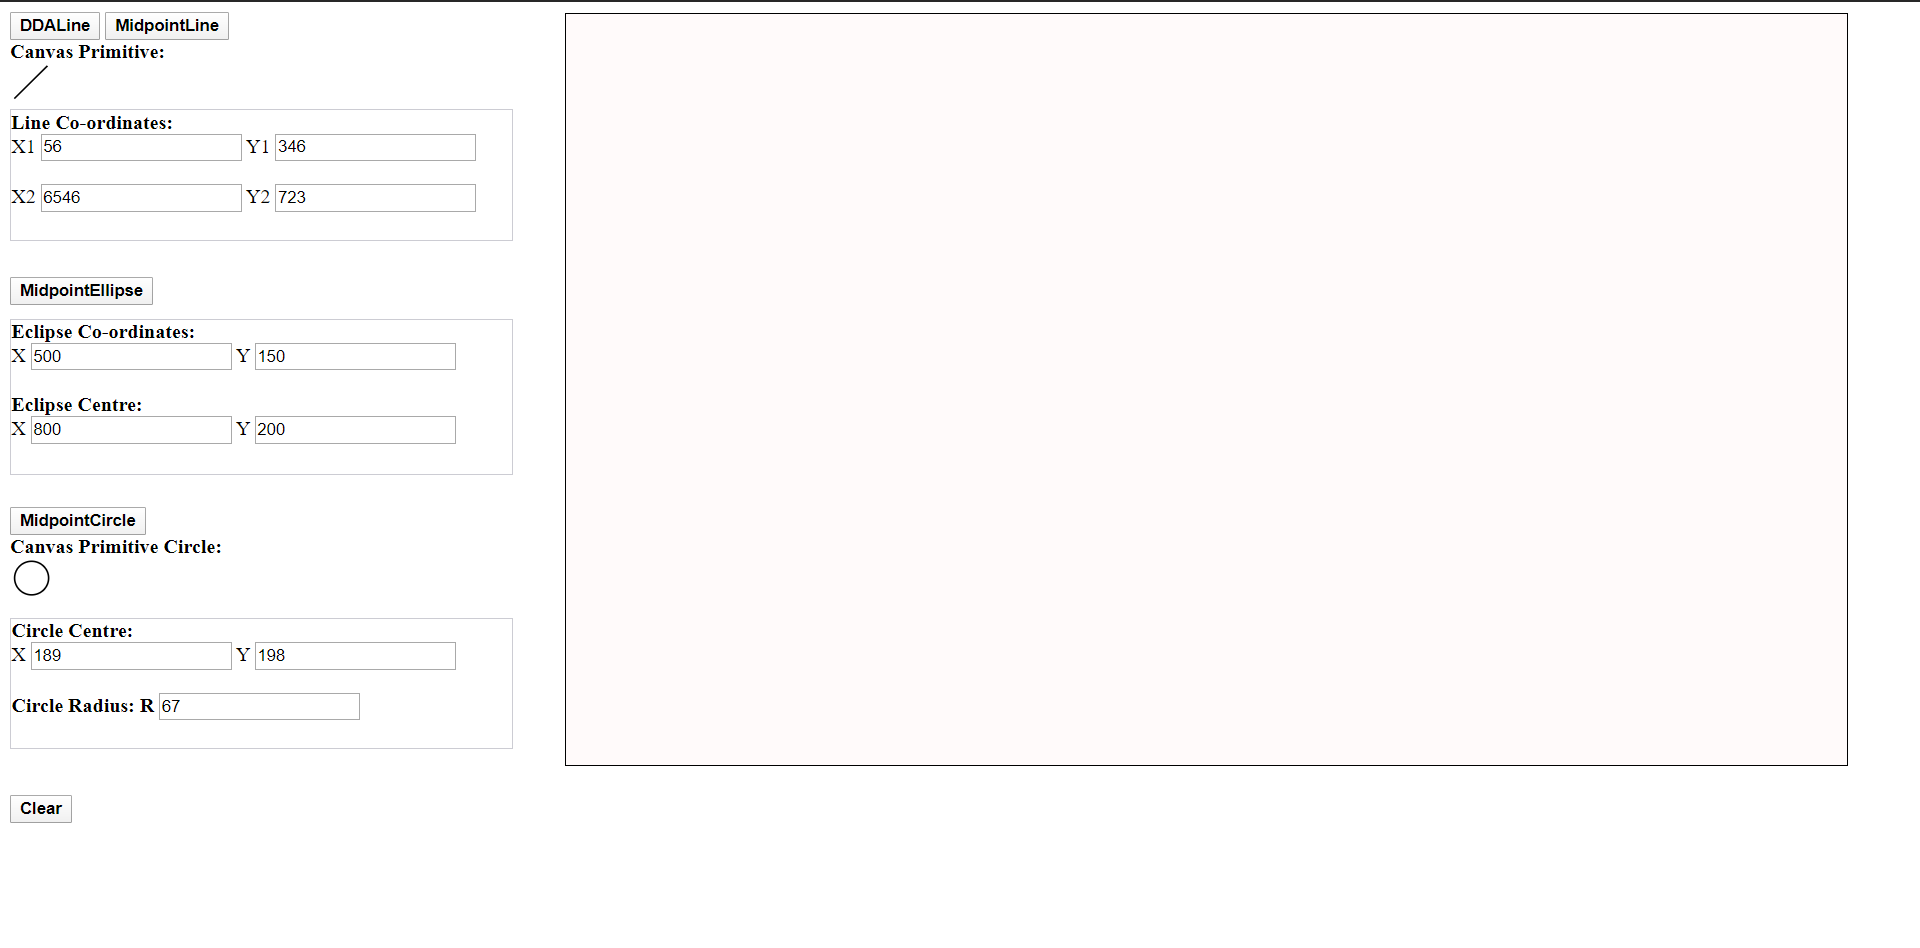 DDALine MidpointLine
Canvas Primitive:
Line Co-ordinates:
X1 56 Y1 346
X2 6546 Y2 723
MidpointEllipse
Eclipse Co-ordinates:
X 500 Y 150
Eclipse Centre:
X 800 Y 200
MidpointCircle
Canvas Primitive Circle:
Circle Centre:
X 189 Y 198
Circle Radius: R 67
Clear